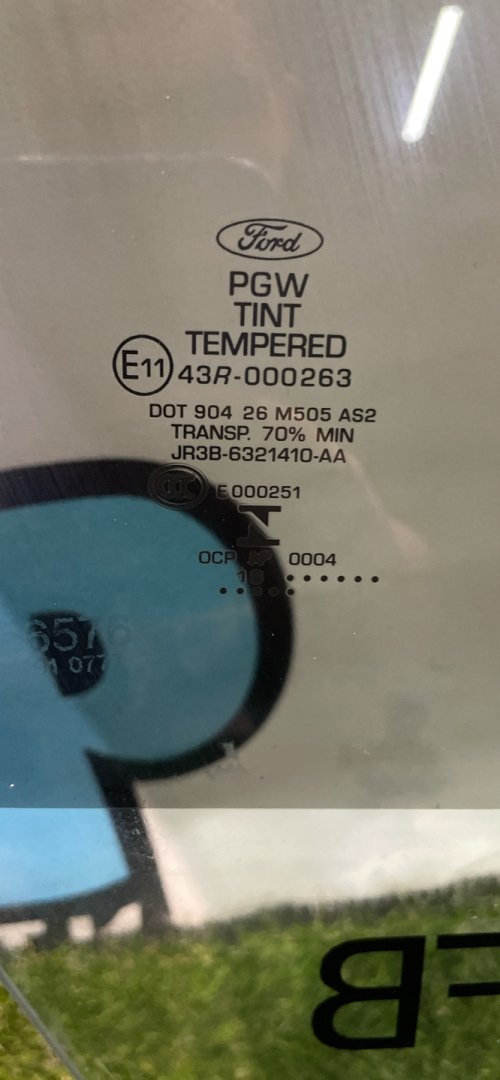 Ford
PGW
TINT
TEMPERED
E11 43R-000263
DOT 904 26 M505 AS2
TRANSP. 70% MIN
JR3B-6321410-AA
E000251
OCP 0004